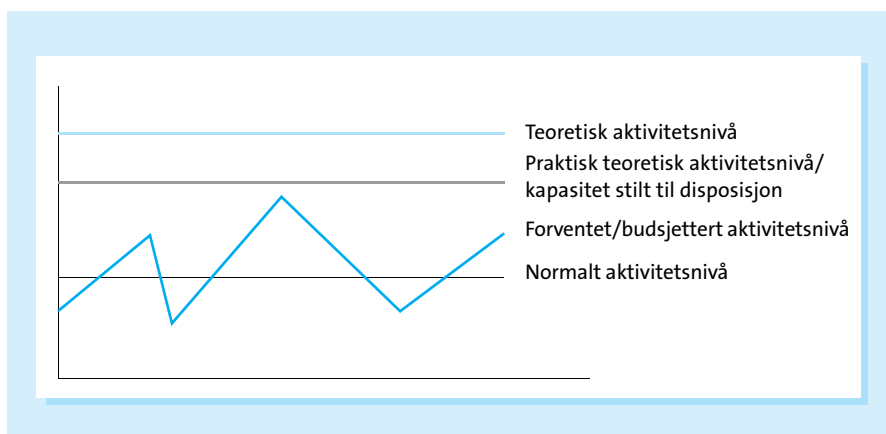 Teoretisk aktivitetsnivå
Praktisk teoretisk aktivitetsnivå/
kapasitet stilt til disposisjon
Forventet/budsjettert aktivitetsnivå
Normalt aktivitetsnivå